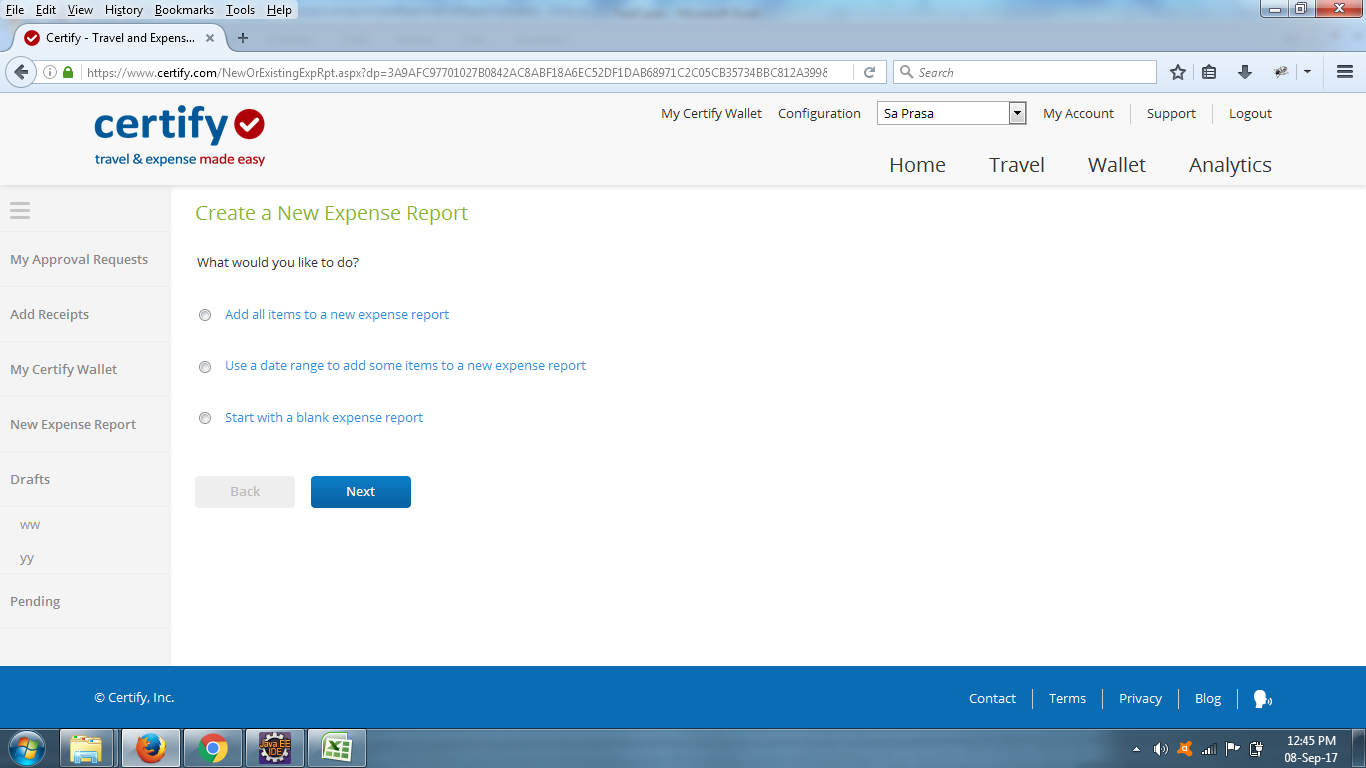 File Edit View History Bookmarks Tools Help
Certify - Travel and Expens...
https://www.certify.com/NewOrExistingExpRpt.aspx?dp=3A9AFC97701027B0842AC8ABF18A6EC52DF1DAB68971C2C05CB35734BBC812A399&
Search
certify
travel & expense made easy
My Certify Wallet Configuration Sa Prasa My Account Support Logout
Home Travel Wallet Analytics
My Approval Requests
Add Receipts
My Certify Wallet
New Expense Report
Drafts
ww
yy
Pending
Create a New Expense Report
What would you like to do?
Add all items to a new expense report
Use a date range to add some items to a new expense report
Start with a blank expense report
Back Next
© Certify, Inc.
Contact Terms Privacy Blog
Java EE
IDE
12:45 PM
08-Sep-17